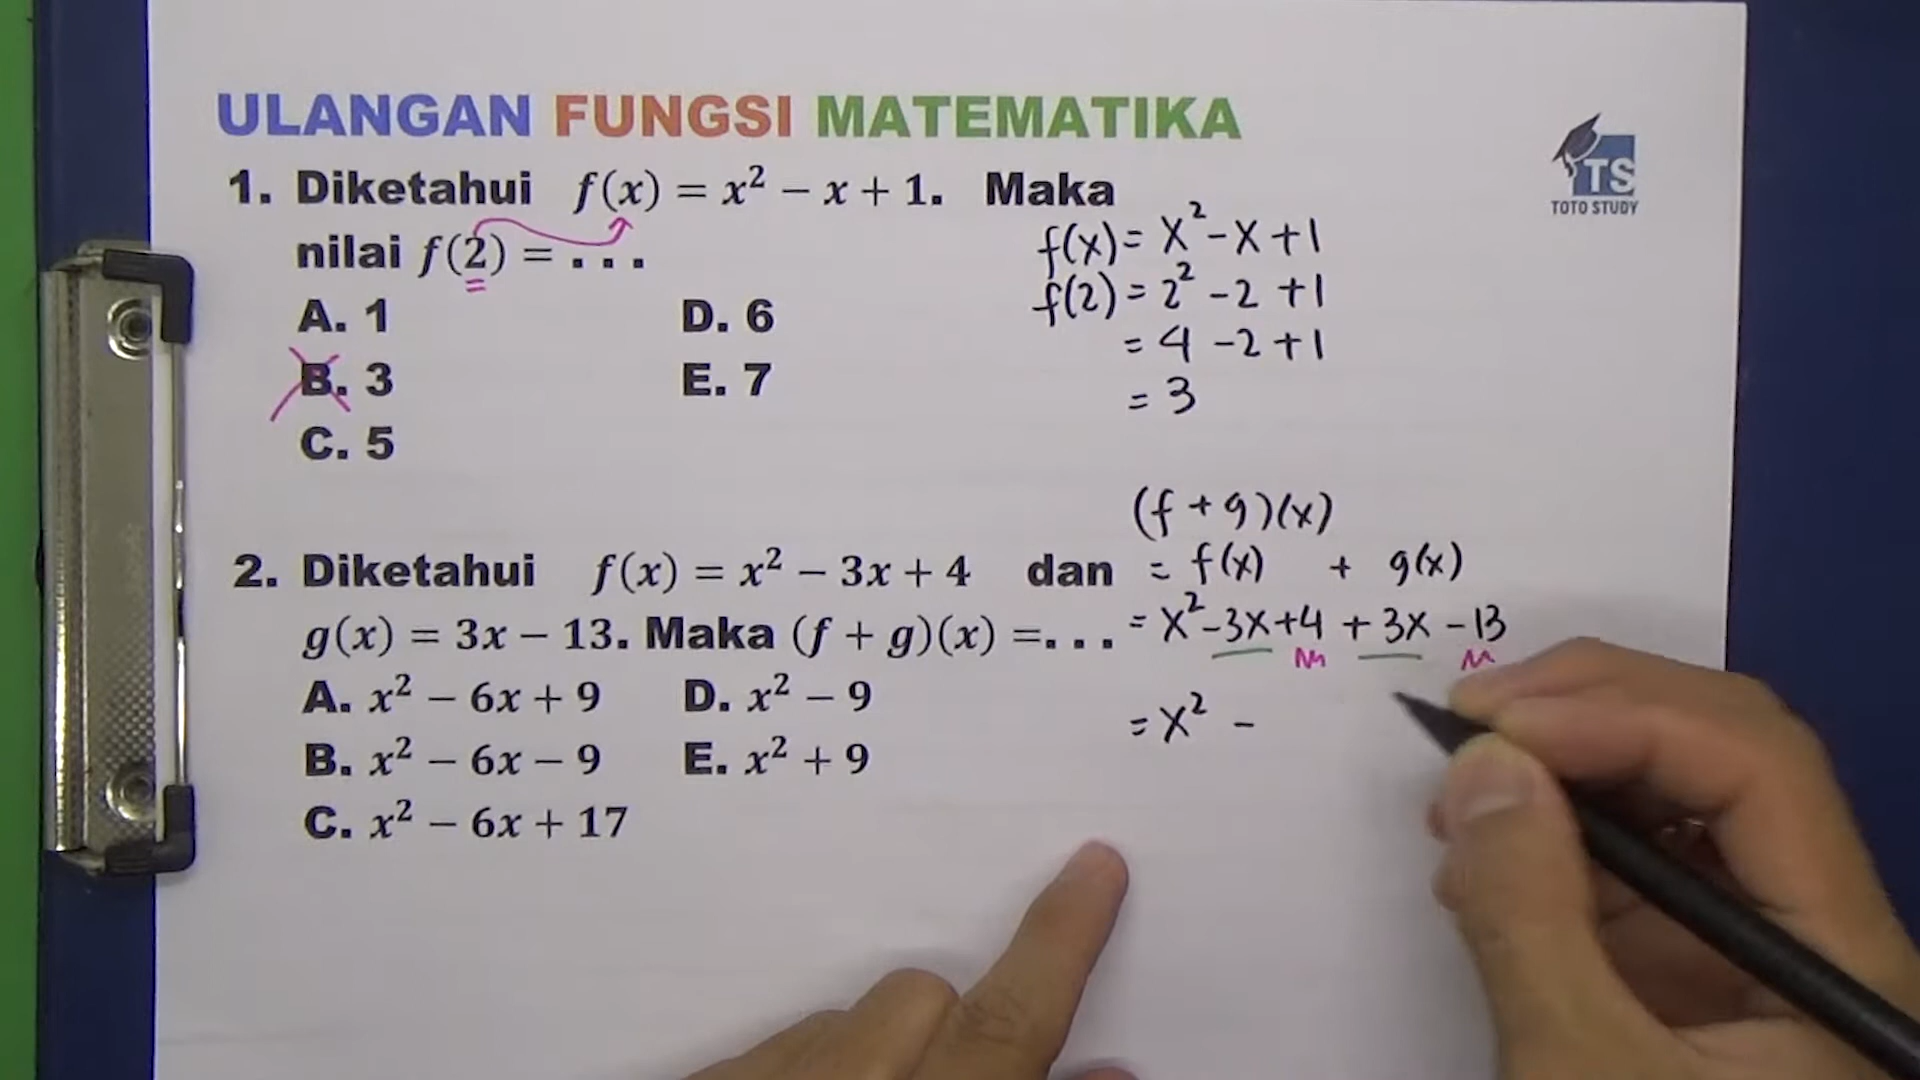 ULANGAN FUNGSI MATEMATIKA
TS
TOTO STUDY
1. Diketahui f(x) = x² − x + 1. Maka
nilai f(2) = . . .
A. 1 D. 6
B. 3 E. 7
C. 5
f(x) = x² - x + 1
f(2) = 2² - 2 + 1
= 4 - 2 + 1
= 3
2. Diketahui f(x) = x² − 3x + 4 dan
g(x) = 3x − 13. Maka (f + g)(x) =. . .
A. x² − 6x + 9 D. x² − 9
B. x² − 6x − 9 E. x² + 9
C. x² − 6x + 17
(f + g)(x)
= f(x) + g(x)
= x² - 3x + 4 + 3x - 13
= x² -